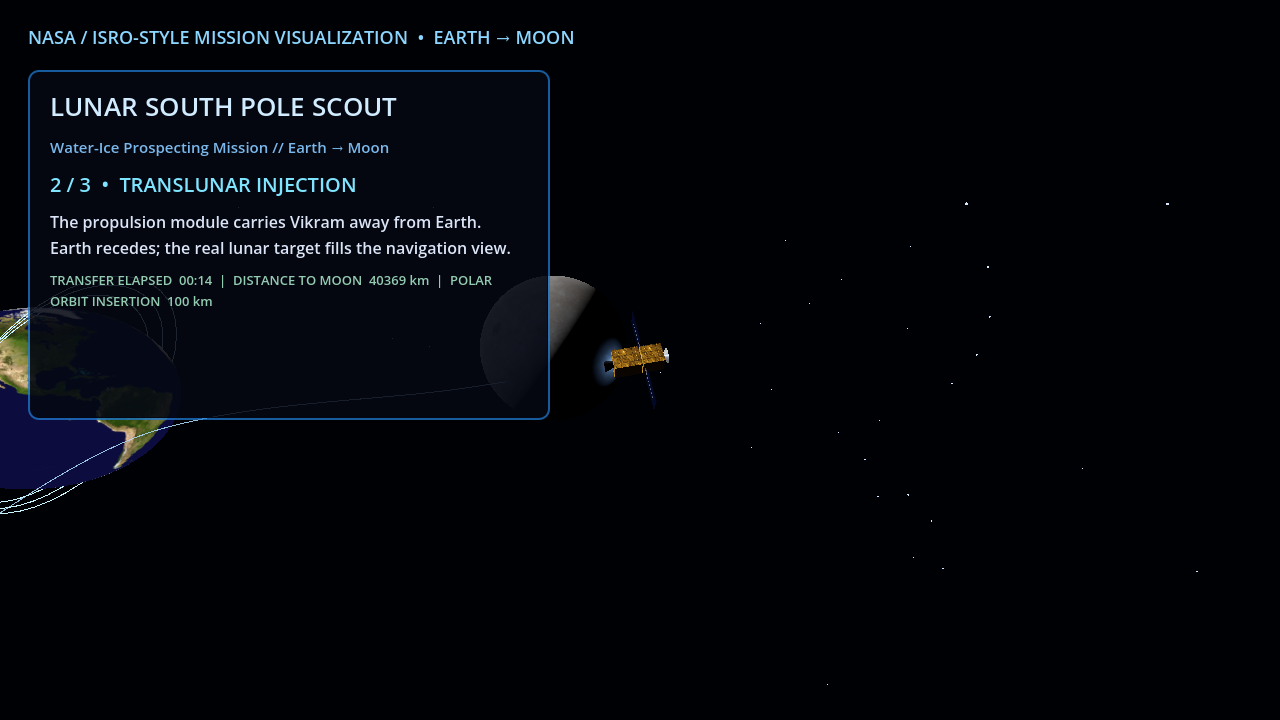 NASA / ISRO-STYLE MISSION VISUALIZATION • EARTH → MOON
LUNAR SOUTH POLE SCOUT
Water-Ice Prospecting Mission // Earth → Moon
2 / 3 • TRANSLUNAR INJECTION
The propulsion module carries Vikram away from Earth.
Earth recedes; the real lunar target fills the navigation view.
TRANSFER ELAPSED 00:14 | DISTANCE TO MOON 40369 km | POLAR
ORBIT INSERTION 100 km